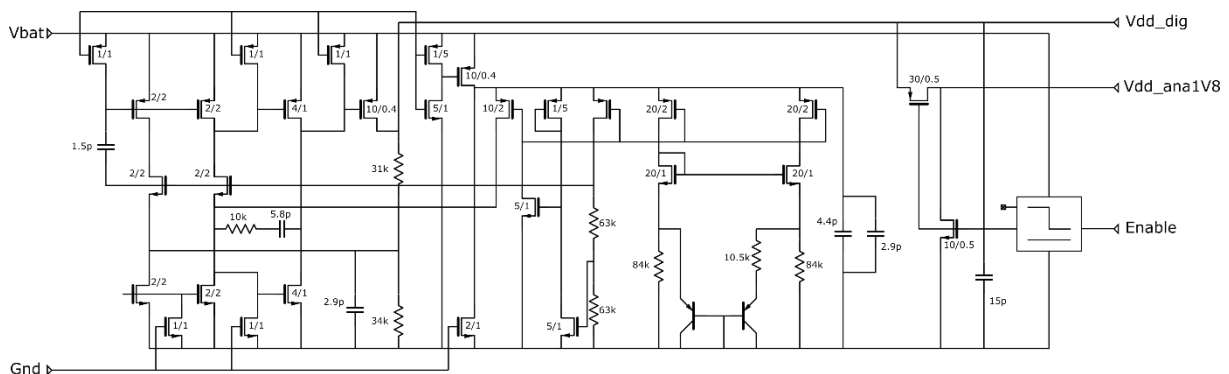 Vdd_dig
Vbat
1/1
1/1
1/1
1/5
10/0.4
30/0.5
Vdd_ana1V8
2/2
2/2
4/1
10/0.4
5/1
10/2
1/5
20/2
20/2
1.5p
31k
2/2
2/2
20/1
20/1
5/1
10k
5.8p
63k
4.4p
2.9p
10/0.5
Enable
84k
10.5k
84k
2/2
2/2
4/1
2.9p
34k
63k
15p
1/1
1/1
2/1
5/1
Gnd